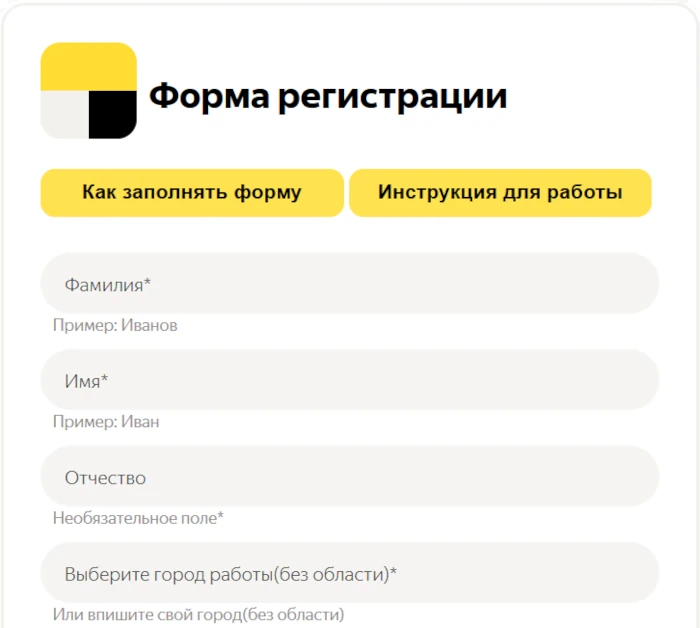 Форма регистрации
Как заполнять форму
Инструкция для работы
Фамилия*
Пример: Иванов
Имя*
Пример: Иван
Отчество
Необязательное поле*
Выберите город работы(без области)*
Или впишите свой город(без области)